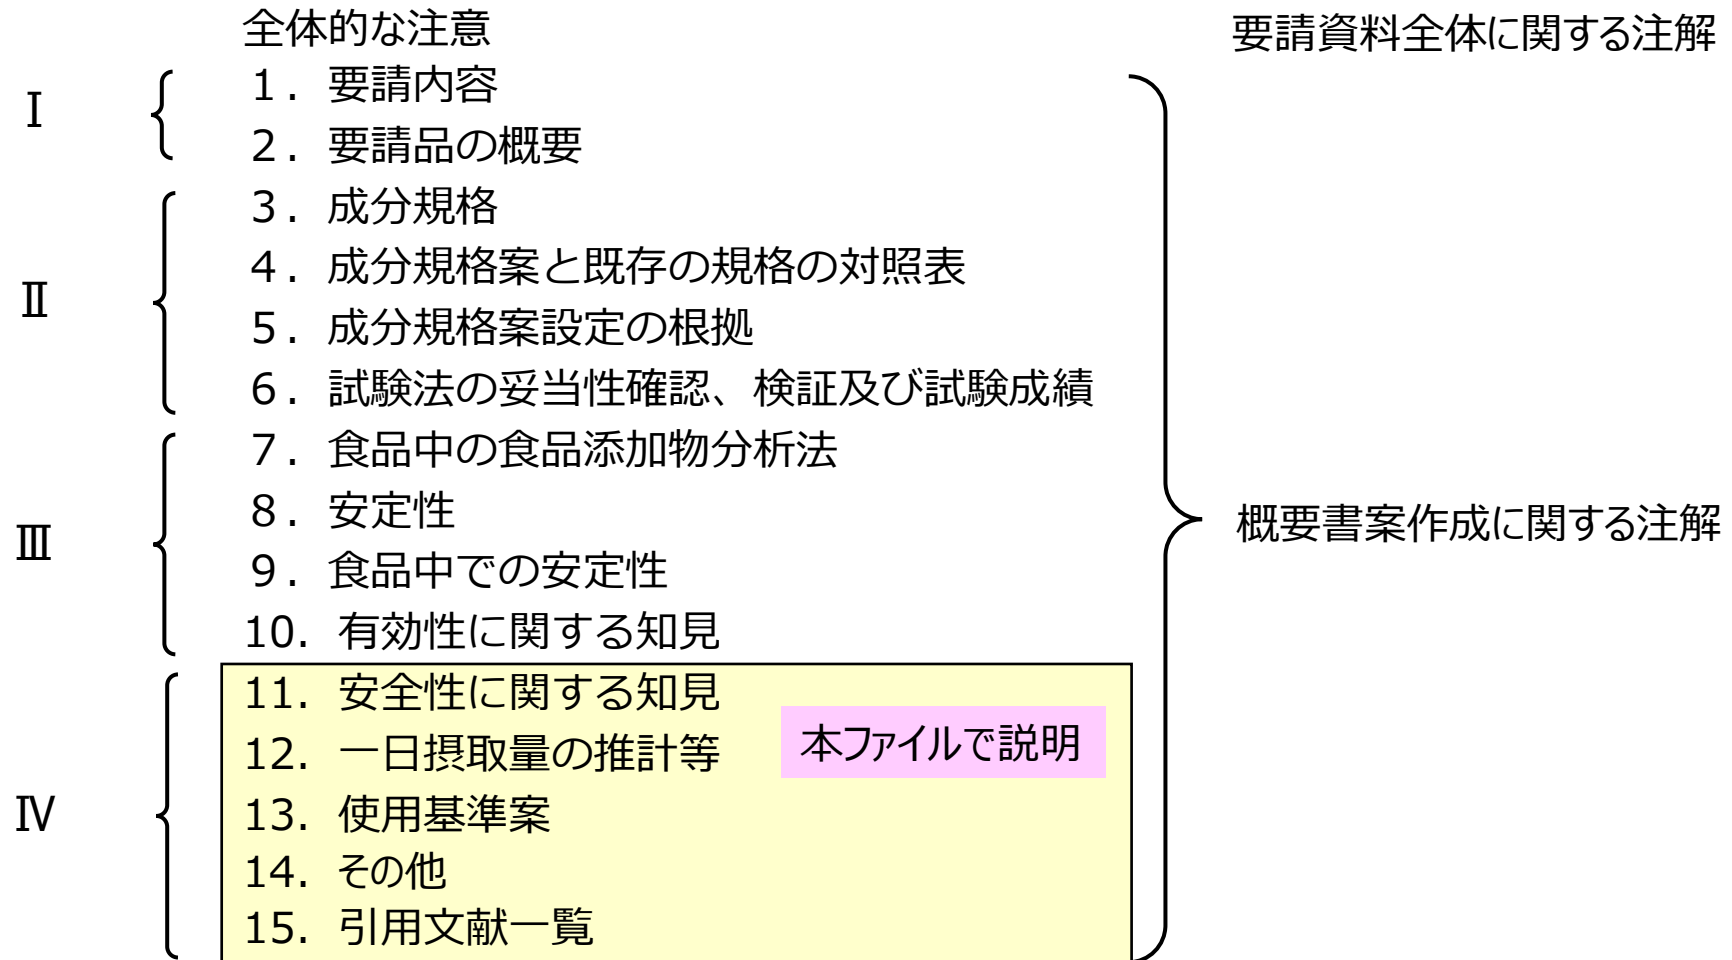 全体的な注意
要請資料全体に関する注解
Ⅰ
1. 要請内容
2. 要請品の概要
Ⅱ
3. 成分規格
4. 成分規格案と既存の規格の対照表
5. 成分規格案設定の根拠
6. 試験法の妥当性確認、検証及び試験成績
Ⅲ
7. 食品中の食品添加物分析法
8. 安定性
9. 食品中での安定性
10. 有効性に関する知見
概要書案作成に関する注解
Ⅳ
11. 安全性に関する知見
12. 一日摂取量の推計等
13. 使用基準案
14. その他
15. 引用文献一覧
本ファイルで説明